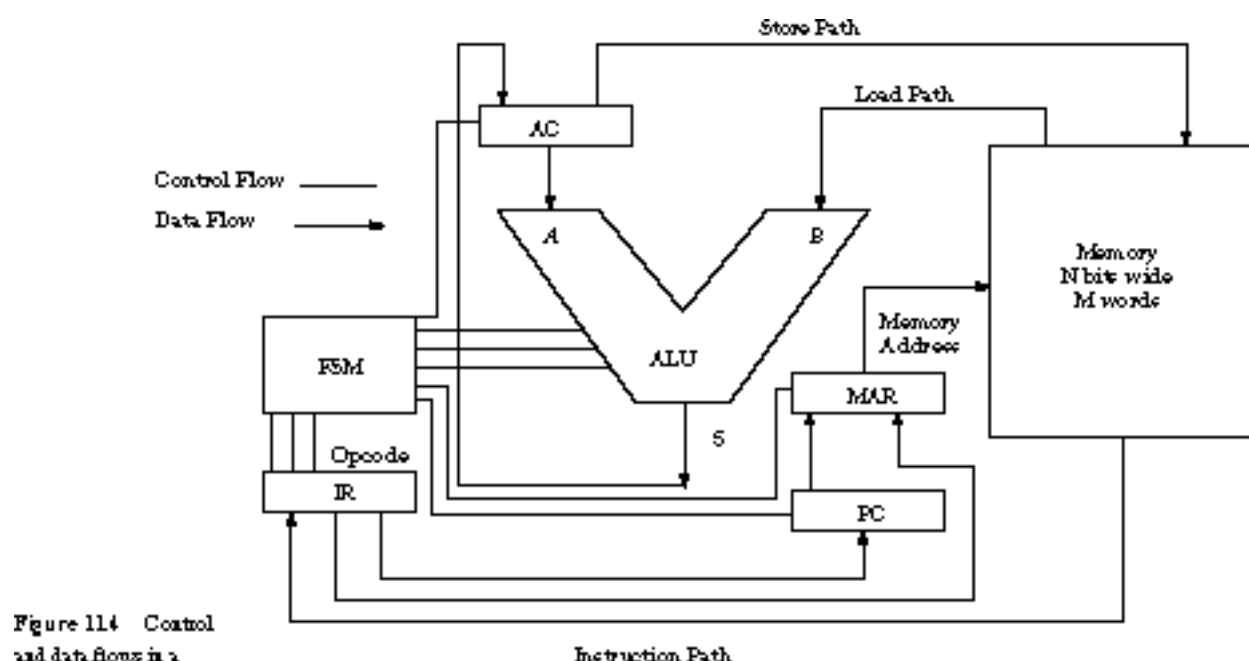 Store Path
Load Path
AC
Control Flow
Data Flow
A
B
Memory
N bits wide
M words
Memory
Address
FSM
ALU
MAR
S
Opcode
IR
PC
Figure 11.4 Control
and data flows in a
Instruction Path